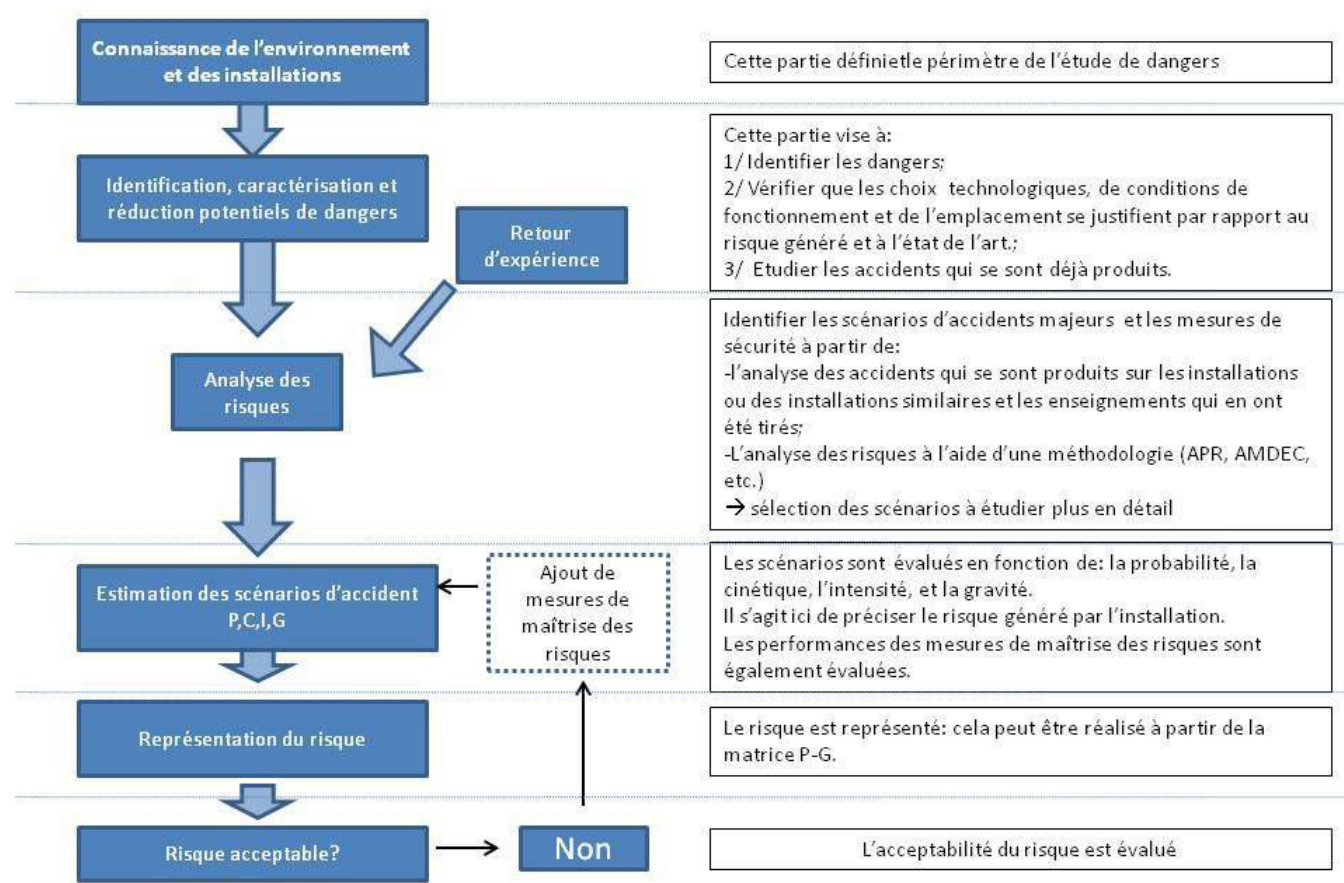 Connaissance de l'environnement
et des installations
Cette partie définietle périmètre de l'étude de dangers
Identification, caractérisation et
réduction potentiels de dangers
Retour
d'expérience
Cette partie vise à:
1/ Identifier les dangers;
2/ Vérifier que les choix technologiques, de conditions de
fonctionnement et de l'emplacement se justifient par rapport au
risque généré et à l'état de l'art.;
3/ Etudier les accidents qui se sont déjà produits.
Analyse des
risques
Identifier les scénarios d'accidents majeurs et les mesures de
sécurité à partir de:
-l'analyse des accidents qui se sont produits sur les installations
ou des installations similaires et les enseignements qui en ont
été tirés;
-L'analyse des risques à l'aide d'une méthodologie (APR, AMDEC,
etc.)
→ sélection des scénarios à étudier plus en détail
Estimation des scénarios d'accident
P,C,I,G
Ajout de
mesures de
maîtrise des
risques
Les scénarios sont évalués en fonction de: la probabilité, la
cinétique, l'intensité, et la gravité.
Il s'agit ici de préciser le risque généré par l'installation.
Les performances des mesures de maîtrise des risques sont
également évaluées.
Représentation du risque
Le risque est représenté: cela peut être réalisé à partir de la
matrice P-G.
Risque acceptable?
Non
L'acceptabilité du risque est évalué